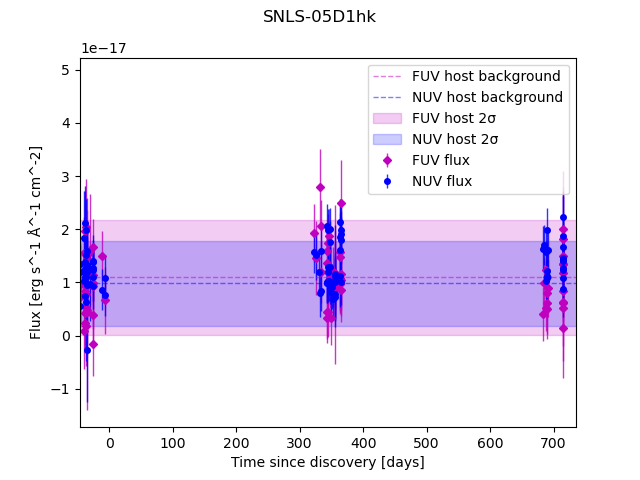 SNLS-05D1hk
1e−17
5
4
3
2
1
0
−1
Flux [erg s^-1 Å^-1 cm^-2]
FUV host background
NUV host background
FUV host 2σ
NUV host 2σ
FUV flux
NUV flux
0 100 200 300 400 500 600 700
Time since discovery [days]